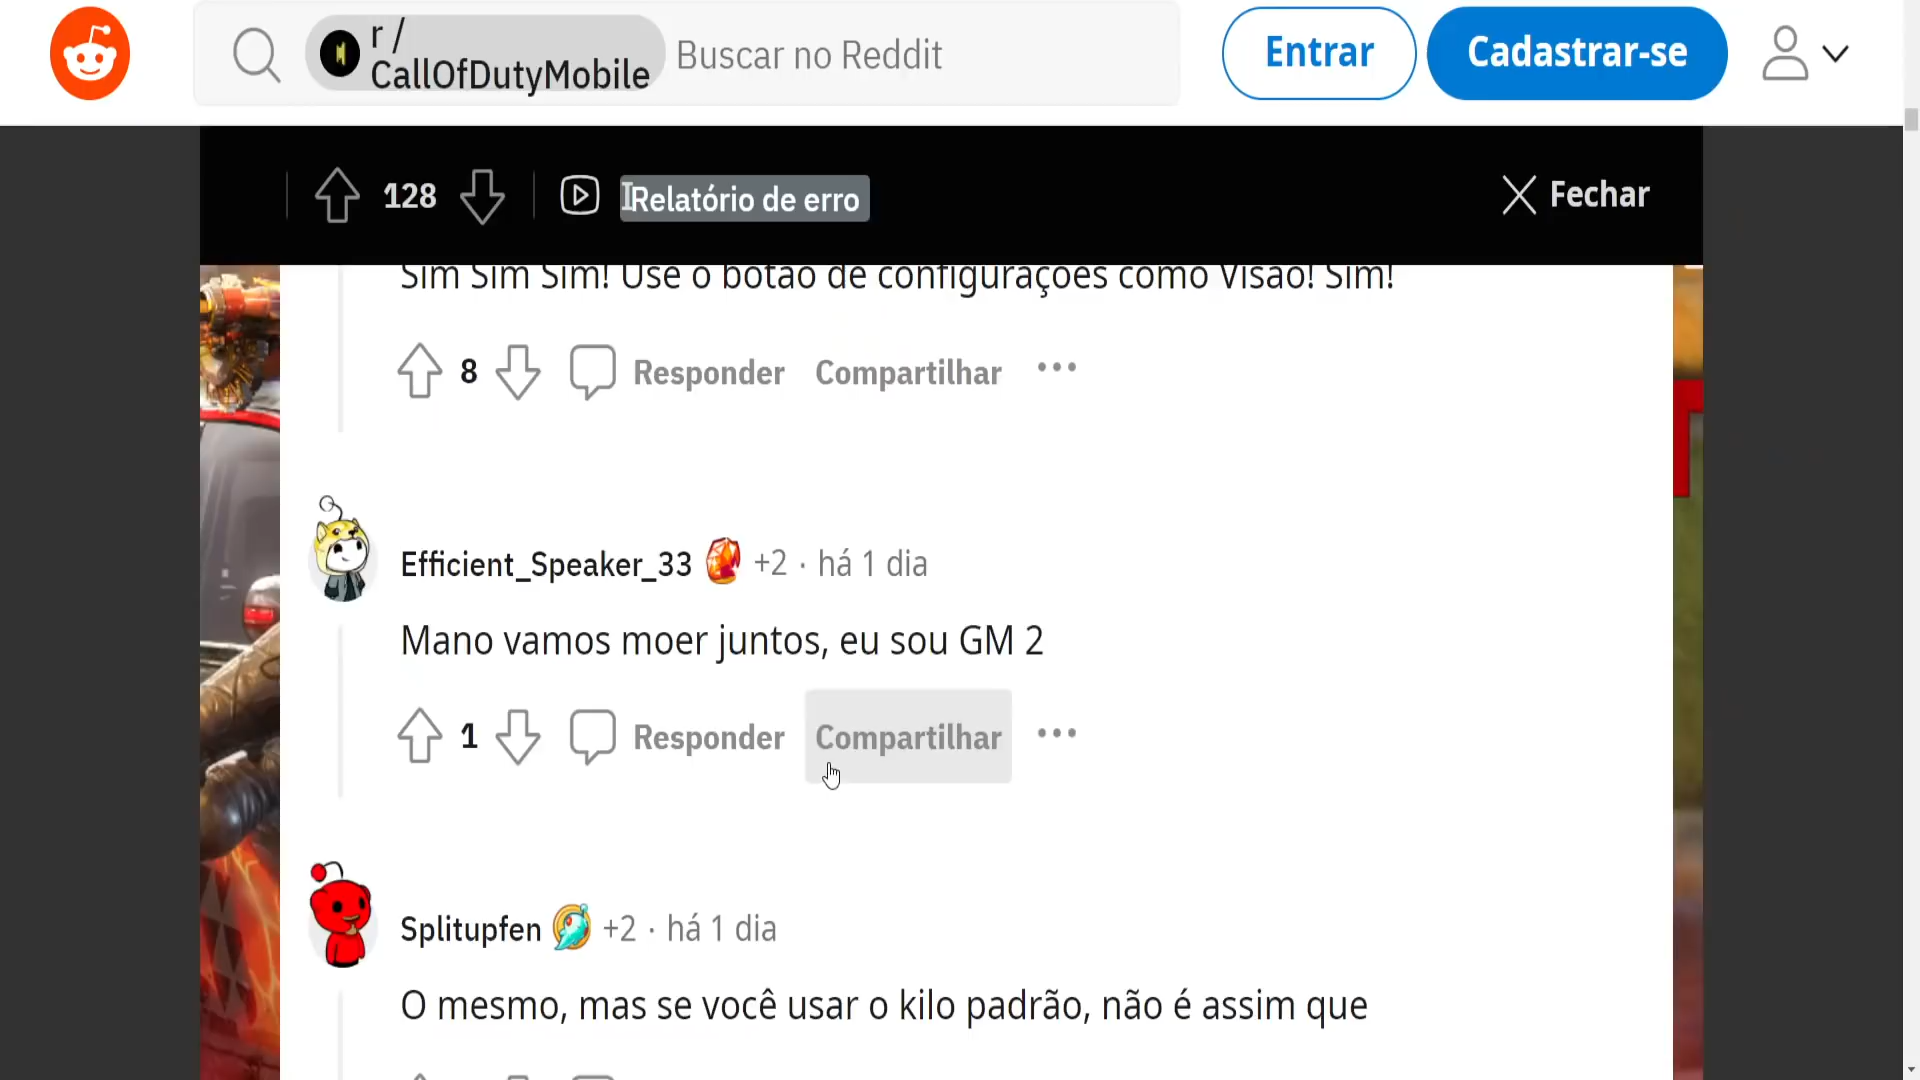 r /
CallOfDutyMobile
Buscar no Reddit
Entrar
Cadastrar-se
128
Relatório de erro
Fechar
Sim Sim Sim! Use o botão de configurações como Visão! Sim!
8 Responder Compartilhar ...
Efficient_Speaker_33 +2 · há 1 dia
Mano vamos moer juntos, eu sou GM 2
1 Responder Compartilhar ...
Splitupfen +2 · há 1 dia
O mesmo, mas se você usar o kilo padrão, não é assim que